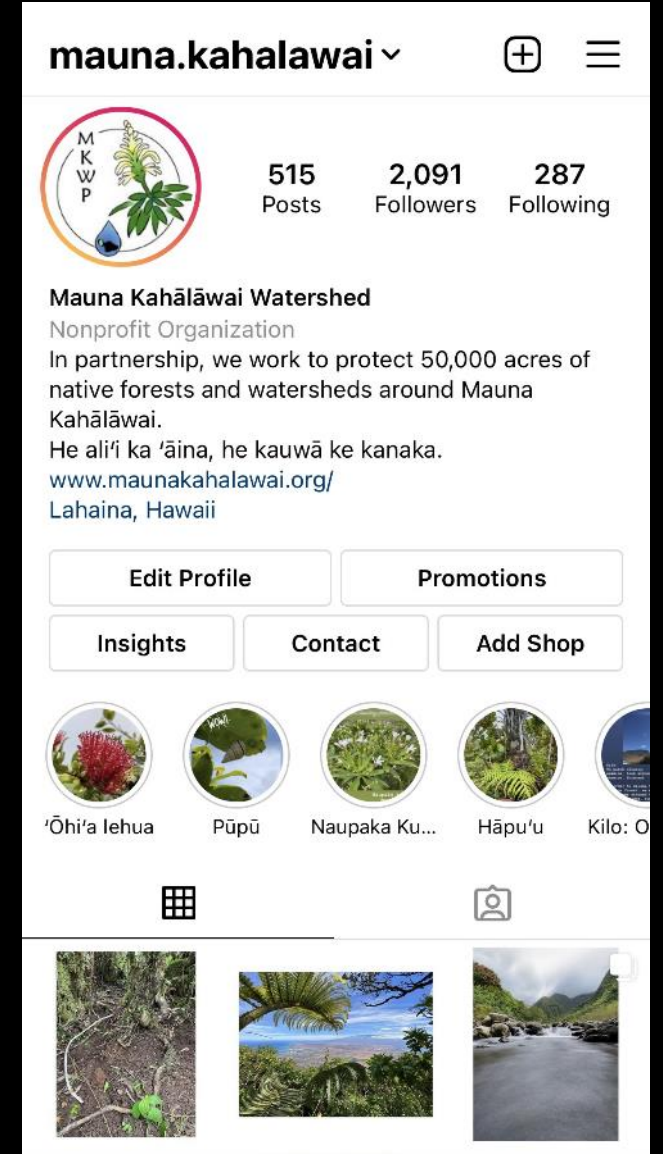 mauna.kahalawai
M
K
W
P
515
Posts
2,091
Followers
287
Following
Mauna Kahālāwai Watershed
Nonprofit Organization
In partnership, we work to protect 50,000 acres of
native forests and watersheds around Mauna
Kahālāwai.
He aliʻi ka ʻāina, he kauwā ke kanaka.
www.maunakahalawai.org/
Lahaina, Hawaii
Edit Profile
Promotions
Insights
Contact
Add Shop
WOW!
ʻŌhiʻa lehua
Pūpū
Naupaka Ku...
Hāpuʻu
Kilo: O